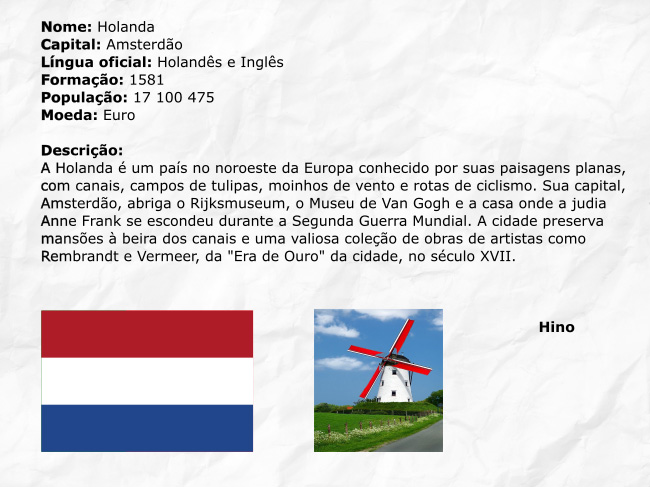 Nome: Holanda
Capital: Amsterdão
Língua oficial: Holandês e Inglês
Formação: 1581
População: 17 100 475
Moeda: Euro
Descrição:
A Holanda é um país no noroeste da Europa conhecido por suas paisagens planas,
com canais, campos de tulipas, moinhos de vento e rotas de ciclismo. Sua capital,
Amsterdão, abriga o Rijksmuseum, o Museu de Van Gogh e a casa onde a judia
Anne Frank se escondeu durante a Segunda Guerra Mundial. A cidade preserva
mansões à beira dos canais e uma valiosa coleção de obras de artistas como
Rembrandt e Vermeer, da "Era de Ouro" da cidade, no século XVII.
Hino